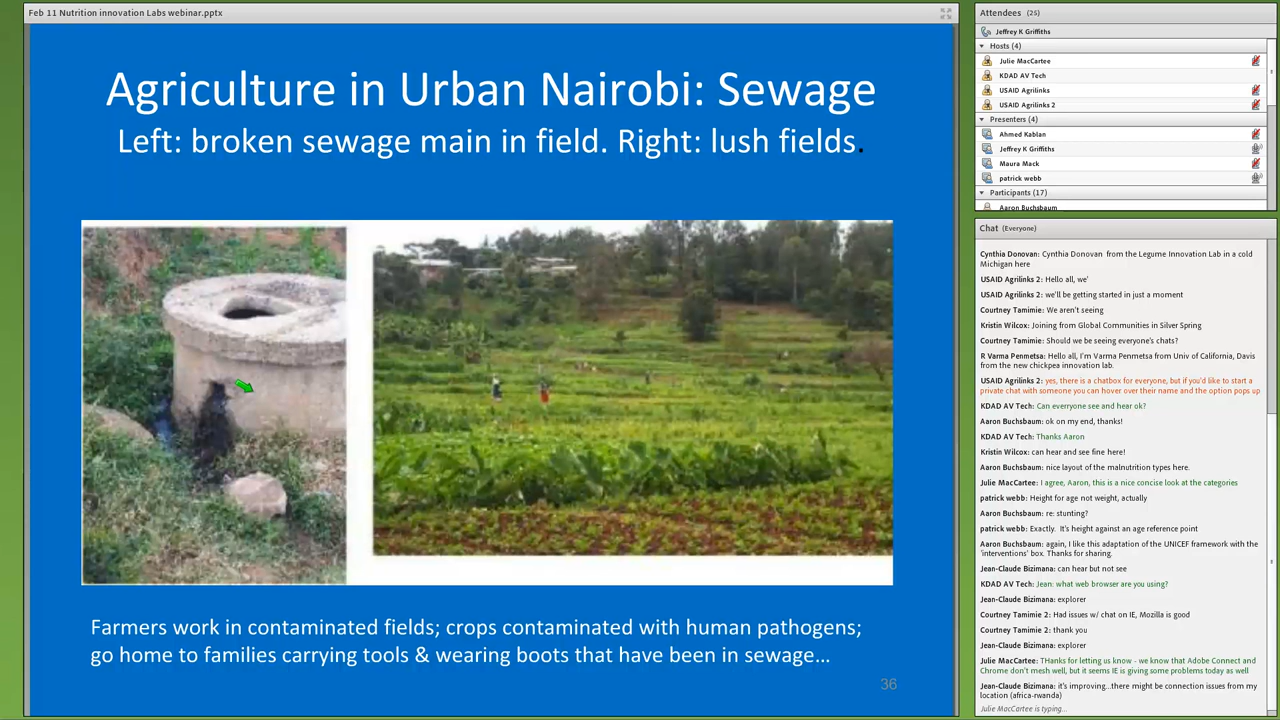 Feb 11 Nutrition innovation Labs webinar.pptx
Agriculture in Urban Nairobi: Sewage
Left: broken sewage main in field. Right: lush fields.
Farmers work in contaminated fields; crops contaminated with human pathogens;
go home to families carrying tools & wearing boots that have been in sewage...
36
Attendees (25)
Jeffrey K Griffiths
Hosts (4)
Julie MacCartee
KDAD AV Tech
USAID Agrilinks
USAID Agrilinks 2
Presenters (4)
Ahmed Kablan
Jeffrey K Griffiths
Maura Mack
patrick webb
Participants (17)
Aaron Buchsbaum
Chat (Everyone)
Cynthia Donovan: Cynthia Donovan from the Legume Innovation Lab in a cold
Michigan here
USAID Agrilinks 2: Hello all, we'
USAID Agrilinks 2: we'll be getting started in just a moment
Courtney Tamimie: We aren't seeing
Kristin Wilcox: Joining from Global Communities in Silver Spring
Courtney Tamimie: Should we be seeing everyone's chats?
R Varma Penmetsa: Hello all, I'm Varma Penmetsa from Univ of California, Davis
from the new chickpea innovation lab.
USAID Agrilinks 2: yes, there is a chatbox for everyone, but if you'd like to start a
private chat with someone you can hover over their name and the option pops up
KDAD AV Tech: Can everyone see and hear ok?
Aaron Buchsbaum: ok on my end, thanks!
KDAD AV Tech: Thanks Aaron
Kristin Wilcox: can hear and see fine here!
Aaron Buchsbaum: nice layout of the malnutrition types here.
Julie MacCartee: I agree, Aaron, this is a nice concise look at the categories
patrick webb: Height for age not weight, actually
Aaron Buchsbaum: re: stunting?
patrick webb: Exactly. It's height against an age reference point
Aaron Buchsbaum: again, I like this adaptation of the UNICEF framework with the
'interventions' box. Thanks for sharing.
Jean-Claude Bizimana: can hear but not see
KDAD AV Tech: Jean: what web browser are you using?
Jean-Claude Bizimana: explorer
Courtney Tamimie 2: Had issues w/ chat on IE, Mozilla is good
Courtney Tamimie 2: thank you
Jean-Claude Bizimana: explorer
Julie MacCartee: THanks for letting us know - we know that Adobe Connect and
Chrome don't mesh well, but it seems IE is giving some problems today as well
Jean-Claude Bizimana: it's improving...there might be connection issues from my
location (africa-rwanda)
Julie MacCartee is typing...